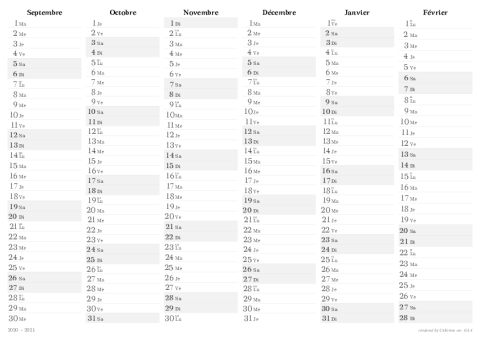 Septembre
1 Ma
2 Me
3 Je
4 Ve
5 Sa
6 Di
7 Lu
8 Ma
9 Me
10 Je
11 Ve
12 Sa
13 Di
14 Lu
15 Ma
16 Me
17 Je
18 Ve
19 Sa
20 Di
21 Lu
22 Ma
23 Me
24 Je
25 Ve
26 Sa
27 Di
28 Lu
29 Ma
30 Me
Octobre
1 Je
2 Ve
3 Sa
4 Di
5 Lu
6 Ma
7 Me
8 Je
9 Ve
10 Sa
11 Di
12 Lu
13 Ma
14 Me
15 Je
16 Ve
17 Sa
18 Di
19 Lu
20 Ma
21 Me
22 Je
23 Ve
24 Sa
25 Di
26 Lu
27 Ma
28 Me
29 Je
30 Ve
31 Sa
Novembre
1 Di
2 Lu
3 Ma
4 Me
5 Je
6 Ve
7 Sa
8 Di
9 Lu
10 Ma
11 Me
12 Je
13 Ve
14 Sa
15 Di
16 Lu
17 Ma
18 Me
19 Je
20 Ve
21 Sa
22 Di
23 Lu
24 Ma
25 Me
26 Je
27 Ve
28 Sa
29 Di
30 Lu
Décembre
1 Ma
2 Me
3 Je
4 Ve
5 Sa
6 Di
7 Lu
8 Ma
9 Me
10 Je
11 Ve
12 Sa
13 Di
14 Lu
15 Ma
16 Me
17 Je
18 Ve
19 Sa
20 Di
21 Lu
22 Ma
23 Me
24 Je
25 Ve
26 Sa
27 Di
28 Lu
29 Ma
30 Me
31 Je
Janvier
1 Ve
2 Sa
3 Di
4 Lu
5 Ma
6 Me
7 Je
8 Ve
9 Sa
10 Di
11 Lu
12 Ma
13 Me
14 Je
15 Ve
16 Sa
17 Di
18 Lu
19 Ma
20 Me
21 Je
22 Ve
23 Sa
24 Di
25 Lu
26 Ma
27 Me
28 Je
29 Ve
30 Sa
31 Di
Février
1 Lu
2 Ma
3 Me
4 Je
5 Ve
6 Sa
7 Di
8 Lu
9 Ma
10 Me
11 Je
12 Ve
13 Sa
14 Di
15 Lu
16 Ma
17 Me
18 Je
19 Ve
20 Sa
21 Di
22 Lu
23 Ma
24 Me
25 Je
26 Ve
27 Sa
28 Di
2020 – 2021
created by